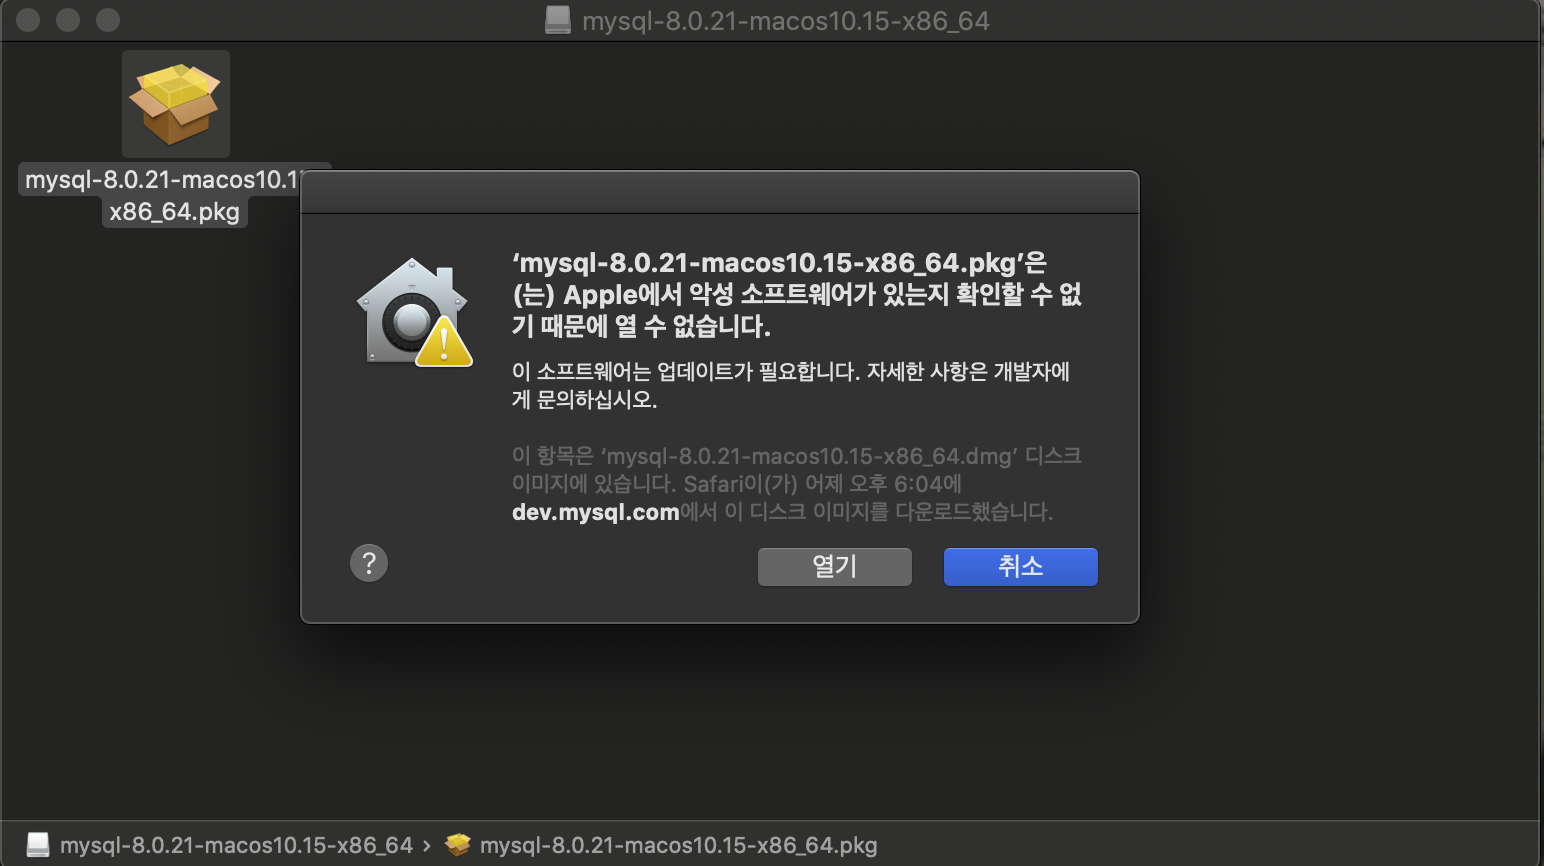 mysql-8.0.21-macos10.15-x86_64
mysql-8.0.21-macos10.1
x86_64.pkg
‘mysql-8.0.21-macos10.15-x86_64.pkg’은
(는) Apple에서 악성 소프트웨어가 있는지 확인할 수 없
기 때문에 열 수 없습니다.
이 소프트웨어는 업데이트가 필요합니다. 자세한 사항은 개발자에
게 문의하십시오.
이 항목은 ‘mysql-8.0.21-macos10.15-x86_64.dmg’ 디스크
이미지에 있습니다. Safari이(가) 어제 오후 6:04에
dev.mysql.com에서 이 디스크 이미지를 다운로드했습니다.
?
열기
취소
mysql-8.0.21-macos10.15-x86_64 › mysql-8.0.21-macos10.15-x86_64.pkg